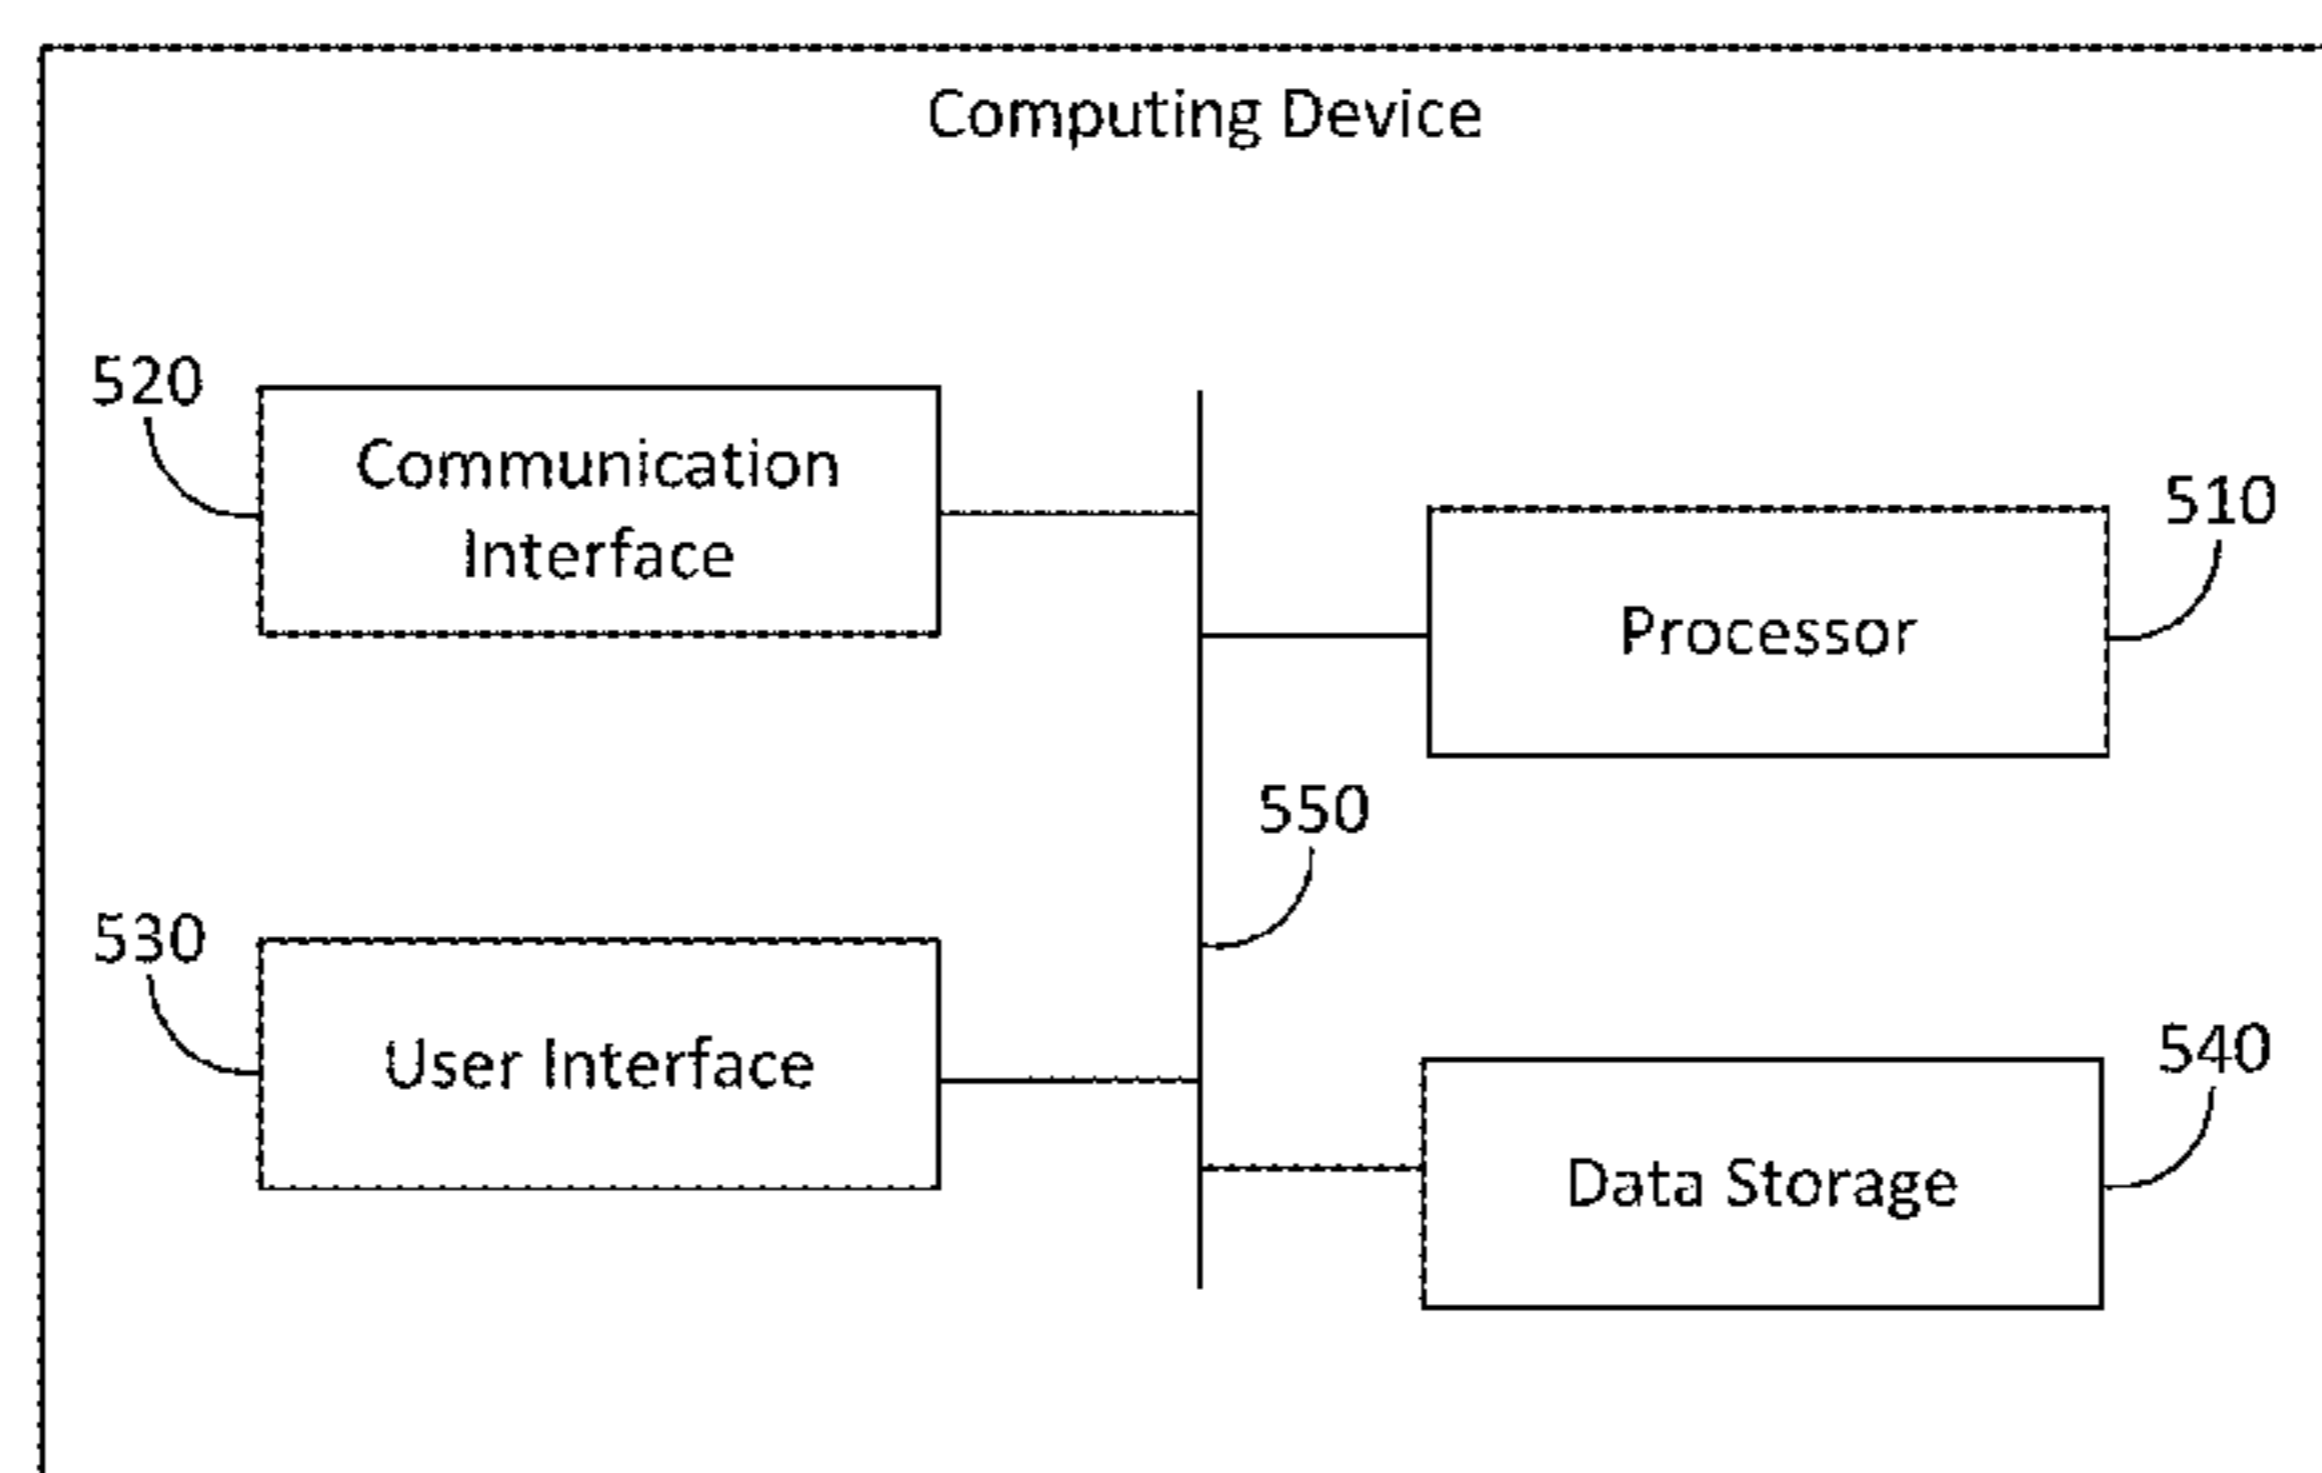 Computing Device
520
Communication
Interface
510
Processor
550
530
User Interface
540
Data Storage